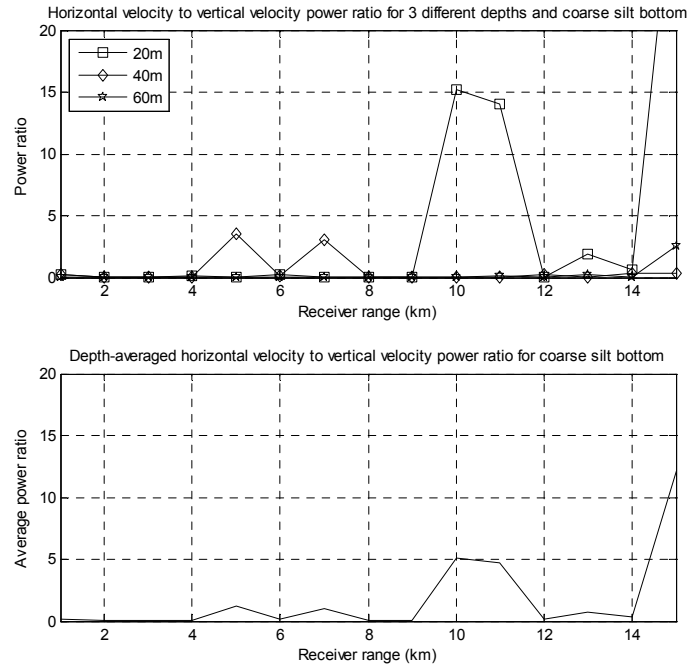 Horizontal velocity to vertical velocity power ratio for 3 different depths and coarse silt bottom
20
15
10
5
0
Power ratio
20m
40m
60m
2 4 6 8 10 12 14
Receiver range (km)
Depth-averaged horizontal velocity to vertical velocity power ratio for coarse silt bottom
20
15
10
5
0
Average power ratio
2 4 6 8 10 12 14
Receiver range (km)